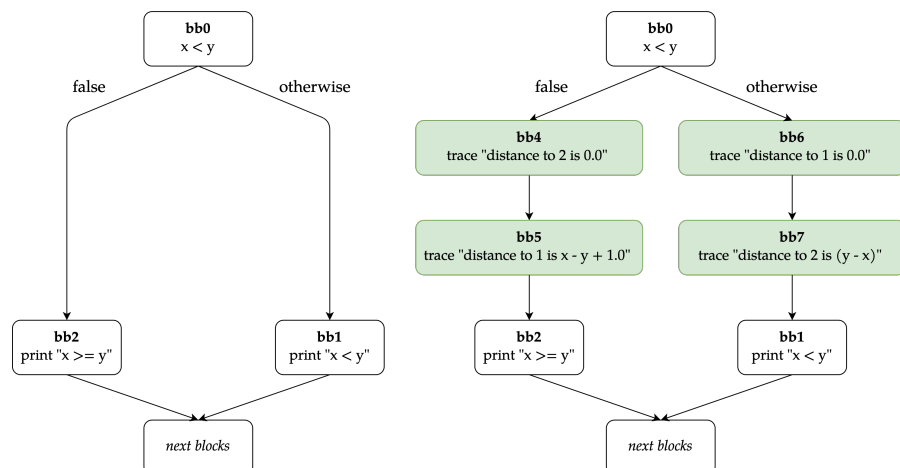 bb0
x < y
false
otherwise
bb2
print "x >= y"
bb1
print "x < y"
next blocks
bb0
x < y
false
otherwise
bb4
trace "distance to 2 is 0.0"
bb6
trace "distance to 1 is 0.0"
bb5
trace "distance to 1 is x - y + 1.0"
bb7
trace "distance to 2 is (y - x)"
bb2
print "x >= y"
bb1
print "x < y"
next blocks